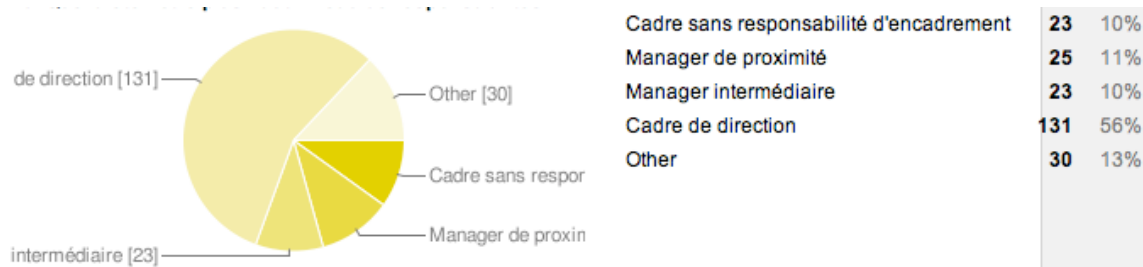 de direction [131]
Other [30]
Cadre sans respor
Manager de proxin
intermédiaire [23]
Cadre sans responsabilité d'encadrement 23 10%
Manager de proximité 25 11%
Manager intermédiaire 23 10%
Cadre de direction 131 56%
Other 30 13%